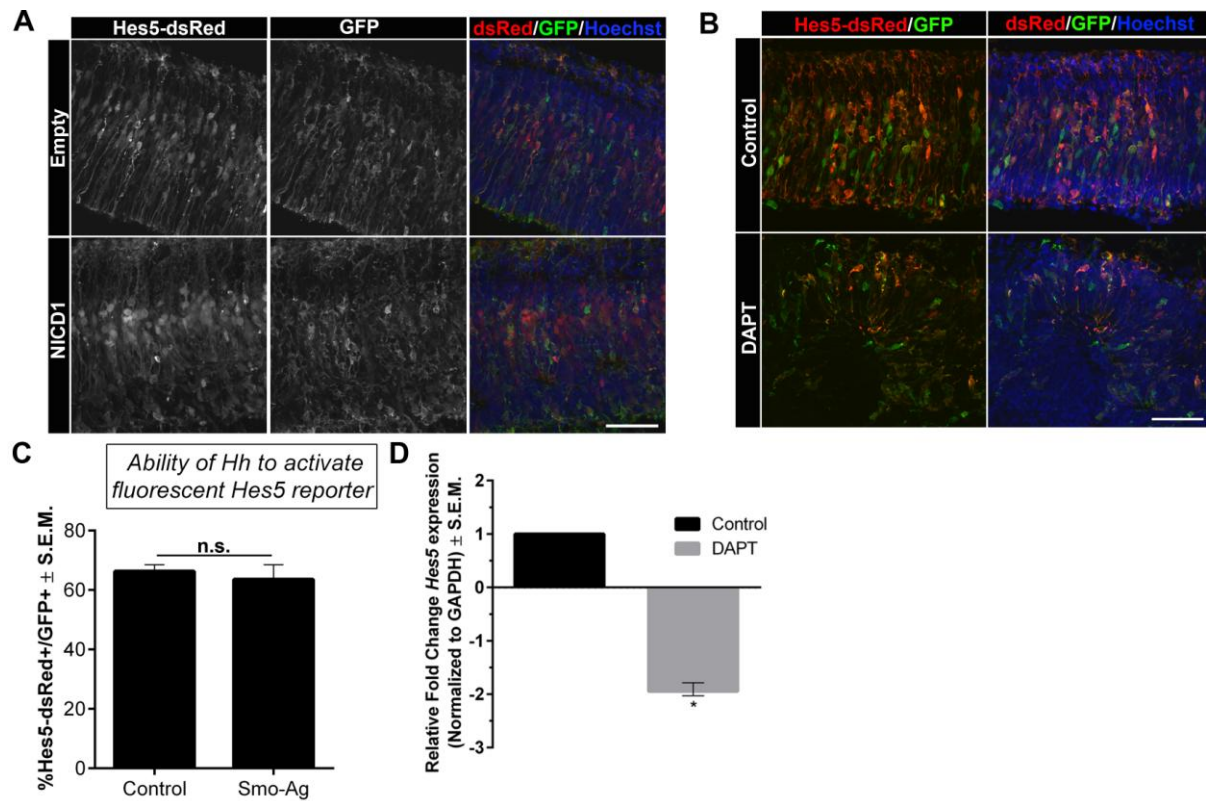 A
Hes5-dsRed
GFP
dsRed/GFP/Hoechst
Empty
NICD1
B
Hes5-dsRed/GFP
dsRed/GFP/Hoechst
Control
DAPT
C
Ability of Hh to activate
fluorescent Hes5 reporter
%Hes5-dsRed+/GFP+ ± S.E.M.
80
60
40
20
0
n.s.
Control
Smo-Ag
D
Relative Fold Change Hes5 expression
(Normalized to GAPDH) ± S.E.M.
2
1
0
-1
-2
-3
Control
DAPT
*